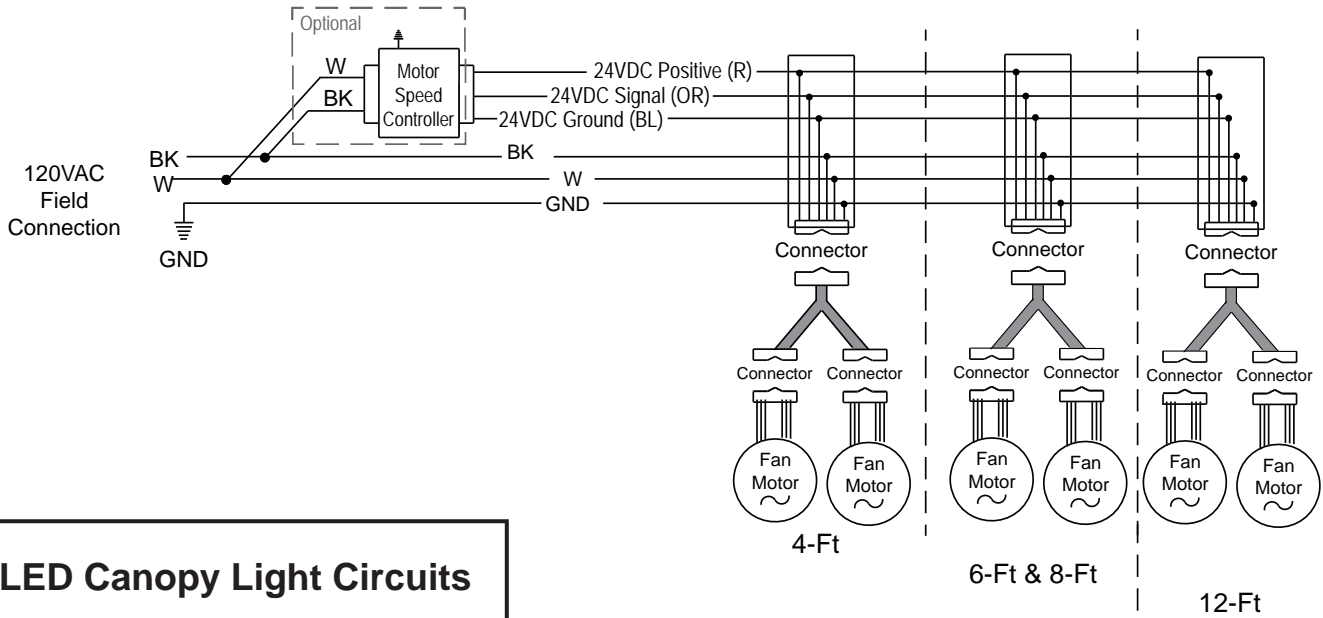 Optional
W
BK
Motor
Speed
Controller
24VDC Positive (R)
24VDC Signal (OR)
24VDC Ground (BL)
120VAC
Field
Connection
BK
W
BK
W
GND
GND
Connector
Connector
Connector
Connector
Connector
Connector
Connector
Connector
Connector
Fan
Motor
Fan
Motor
Fan
Motor
Fan
Motor
Fan
Motor
Fan
Motor
4-Ft
6-Ft & 8-Ft
12-Ft
LED Canopy Light Circuits